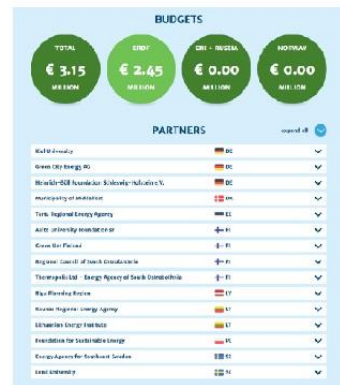 BUDGETS
TOTAL
€ 3.15
MILLION
ERDF
€ 2.45
MILLION
ENI + RUSSIA
€ 0.00
MILLION
NORWAY
€ 0.00
MILLION
PARTNERS
expand all
Kiel University DE
Green City Energy AG DE
Heinrich-Böll Foundation Schleswig-Holstein e.V. DE
Municipality of Middelfart DK
Tartu Regional Energy Agency EE
Aalto University Foundation sr FI
Green Net Finland FI
Regional Council of South Ostrobothnia FI
Thermopolis Ltd - Energy Agency of South Ostrobothnia FI
Riga Planning Region LV
Kaunas Regional Energy Agency LT
Lithuanian Energy Institute LT
Foundation for Sustainable Energy PL
Energy Agency for Southeast Sweden SE
Lund University SE